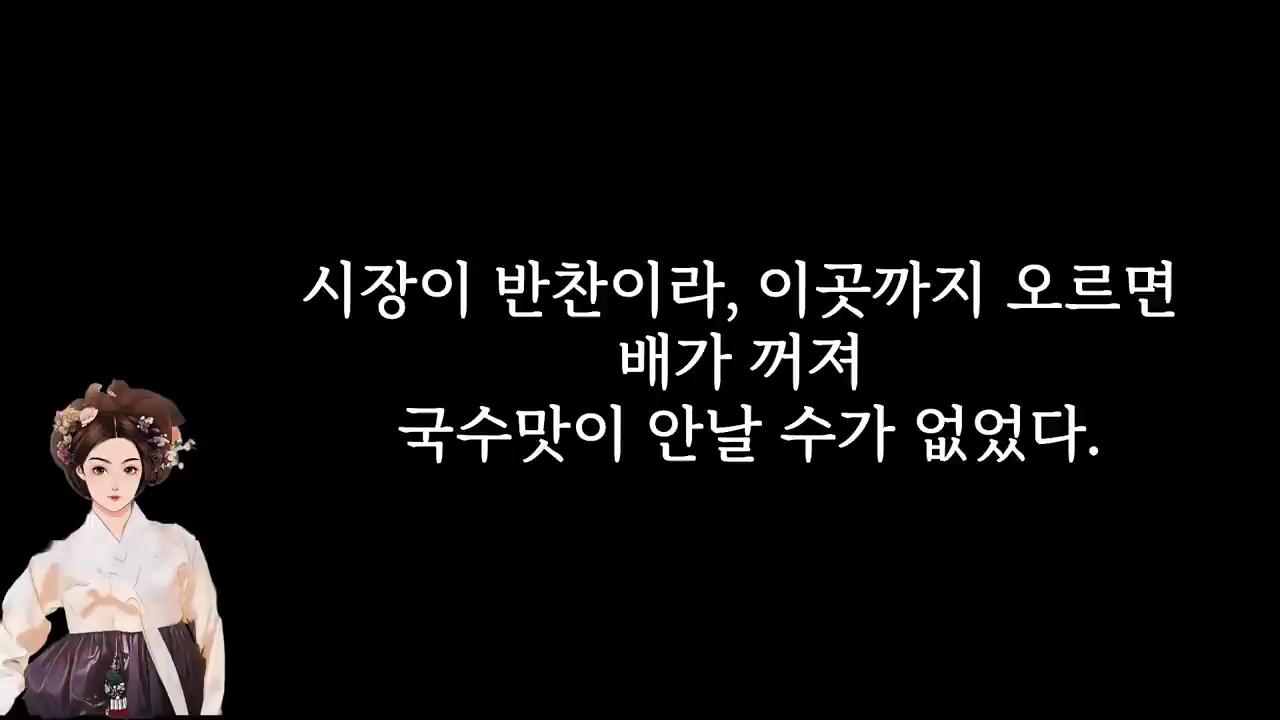 시장이 반찬이라, 이곳까지 오르면
배가 꺼져
국수맛이 안날 수가 없었다.